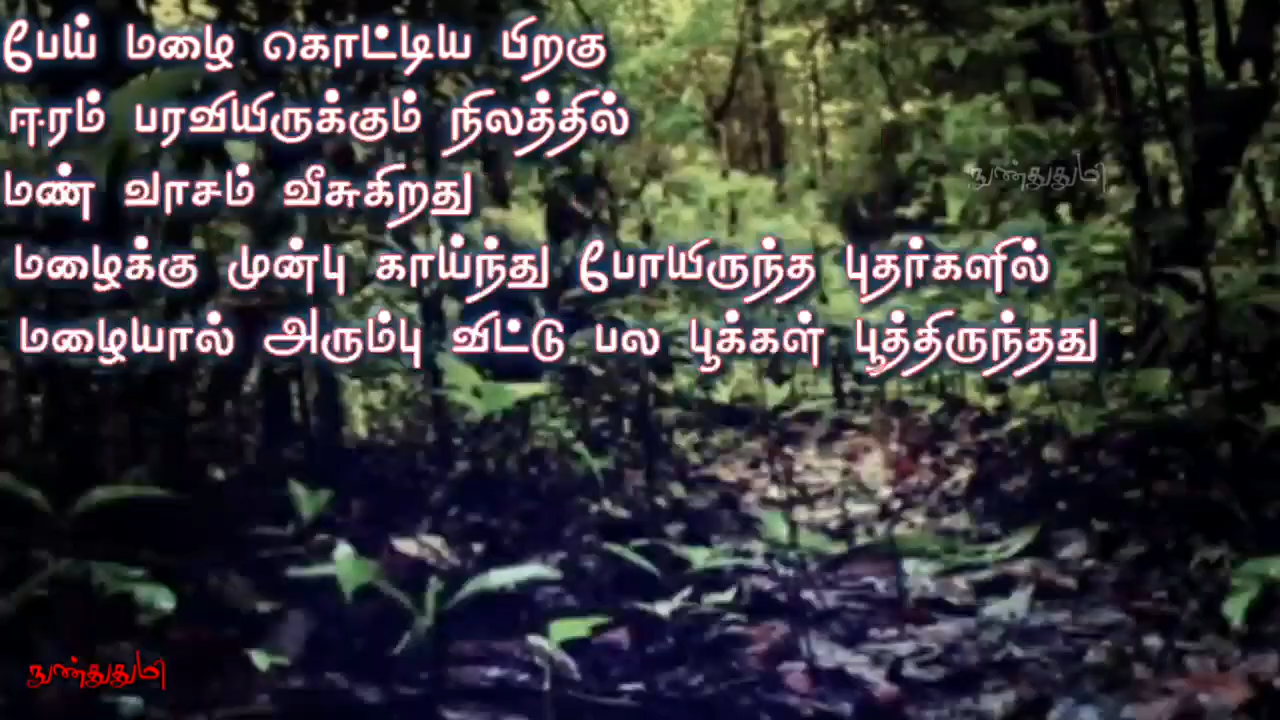 பேய் மழை கொட்டிய பிறகு
ஈரம் பரவியிருக்கும் நிலத்தில்
மண் வாசம் வீசுகிறது
மழைக்கு முன்பு காய்ந்து போயிருந்த புதர்களில்
மழையால் அரும்பு விட்டு பல பூக்கள் பூத்திருந்தது
நுண்துதுமி
நுண்துதுமி